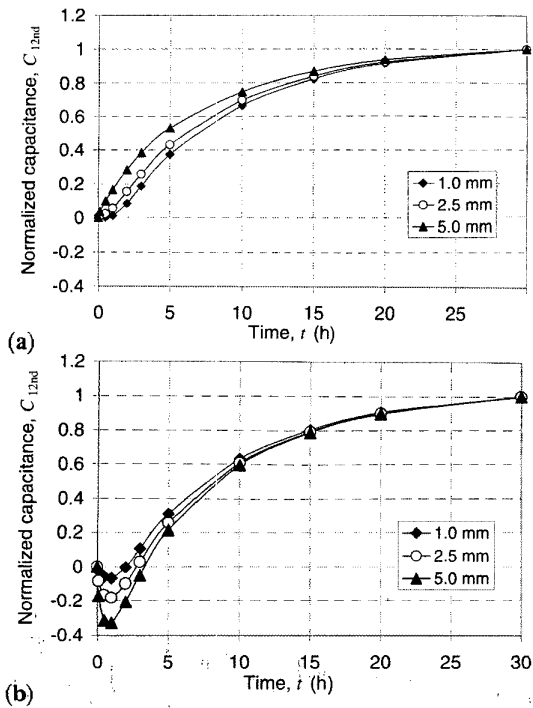 1.2
1
0.8
0.6
0.4
0.2
0
-0.2
-0.4
Normalized capacitance, C12nd
1.0 mm
2.5 mm
5.0 mm
0 5 10 15 20 25
Time, t (h)
(a)
1.2
1
0.8
0.6
0.4
0.2
0
-0.2
-0.4
Normalized capacitance, C12nd
1.0 mm
2.5 mm
5.0 mm
0 5 10 15 20 25 30
Time, t (h)
(b)